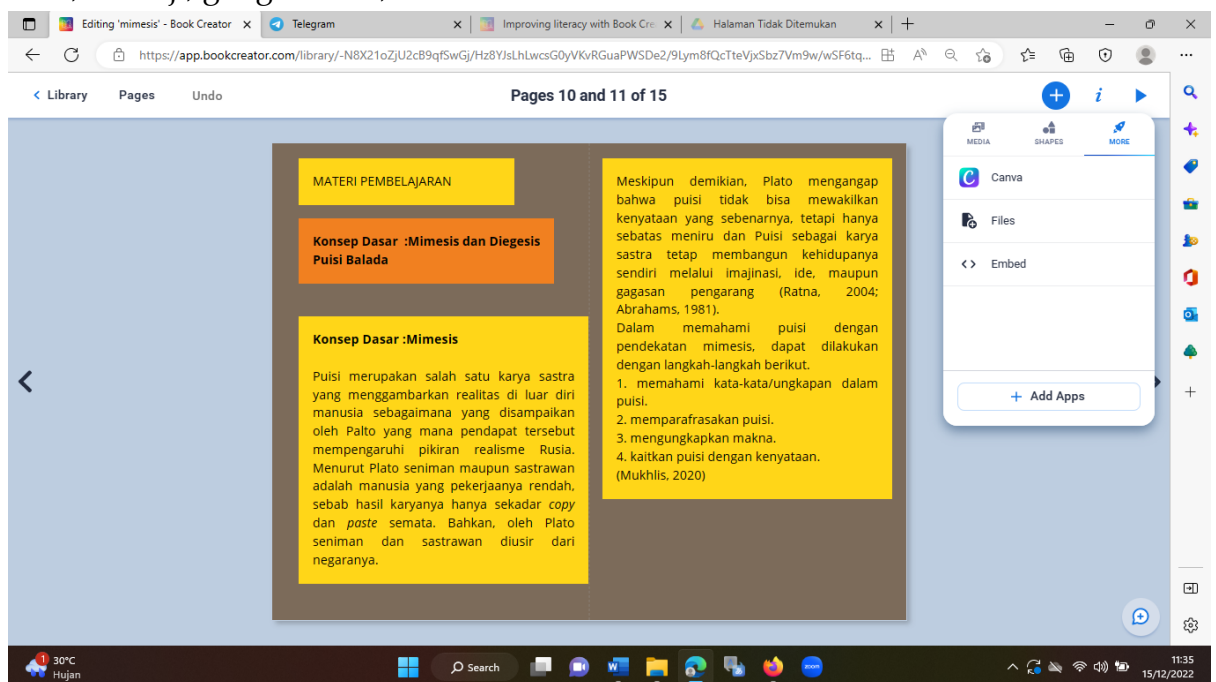 Editing 'mimesis' - Book Creator
Telegram
Improving literacy with Book Cre
Halaman Tidak Ditemukan
https://app.bookcreator.com/library/-N8X21oZjU2cB9qfSwGj/Hz8YJsLhLwcsG0yVKvRGuaPWSDe2/9Lym8fQcTteVjxSbz7Vm9w/wSF6tq...
Library
Pages
Undo
Pages 10 and 11 of 15
MEDIA
SHAPES
MORE
Canva
Files
Embed
+ Add Apps
MATERI PEMBELAJARAN
Konsep Dasar :Mimesis dan Diegesis
Puisi Balada
Konsep Dasar :Mimesis
Puisi merupakan salah satu karya sastra
yang menggambarkan realitas di luar diri
manusia sebagaimana yang disampaikan
oleh Palto yang mana pendapat tersebut
mempengaruhi pikiran realisme Rusia.
Menurut Plato seniman maupun sastrawan
adalah manusia yang pekerjaanya rendah,
sebab hasil karyanya hanya sekadar copy
dan paste semata. Bahkan, oleh Plato
seniman dan sastrawan diusir dari
negaranya.
Meskipun demikian, Plato mengangap
bahwa puisi tidak bisa mewakilkan
kenyataan yang sebenarnya, tetapi hanya
sebatas meniru dan Puisi sebagai karya
sastra tetap membangun kehidupanya
sendiri melalui imajinasi, ide, maupun
gagasan pengarang (Ratna, 2004;
Abrahams, 1981).
Dalam memahami puisi dengan
pendekatan mimesis, dapat dilakukan
dengan langkah-langkah berikut.
1. memahami kata-kata/ungkapan dalam
puisi.
2. memparafrasakan puisi.
3. mengungkapkan makna.
4. kaitkan puisi dengan kenyataan.
(Mukhlis, 2020)
1
30°C
Hujan
Search
zoom
11:35
15/12/2022